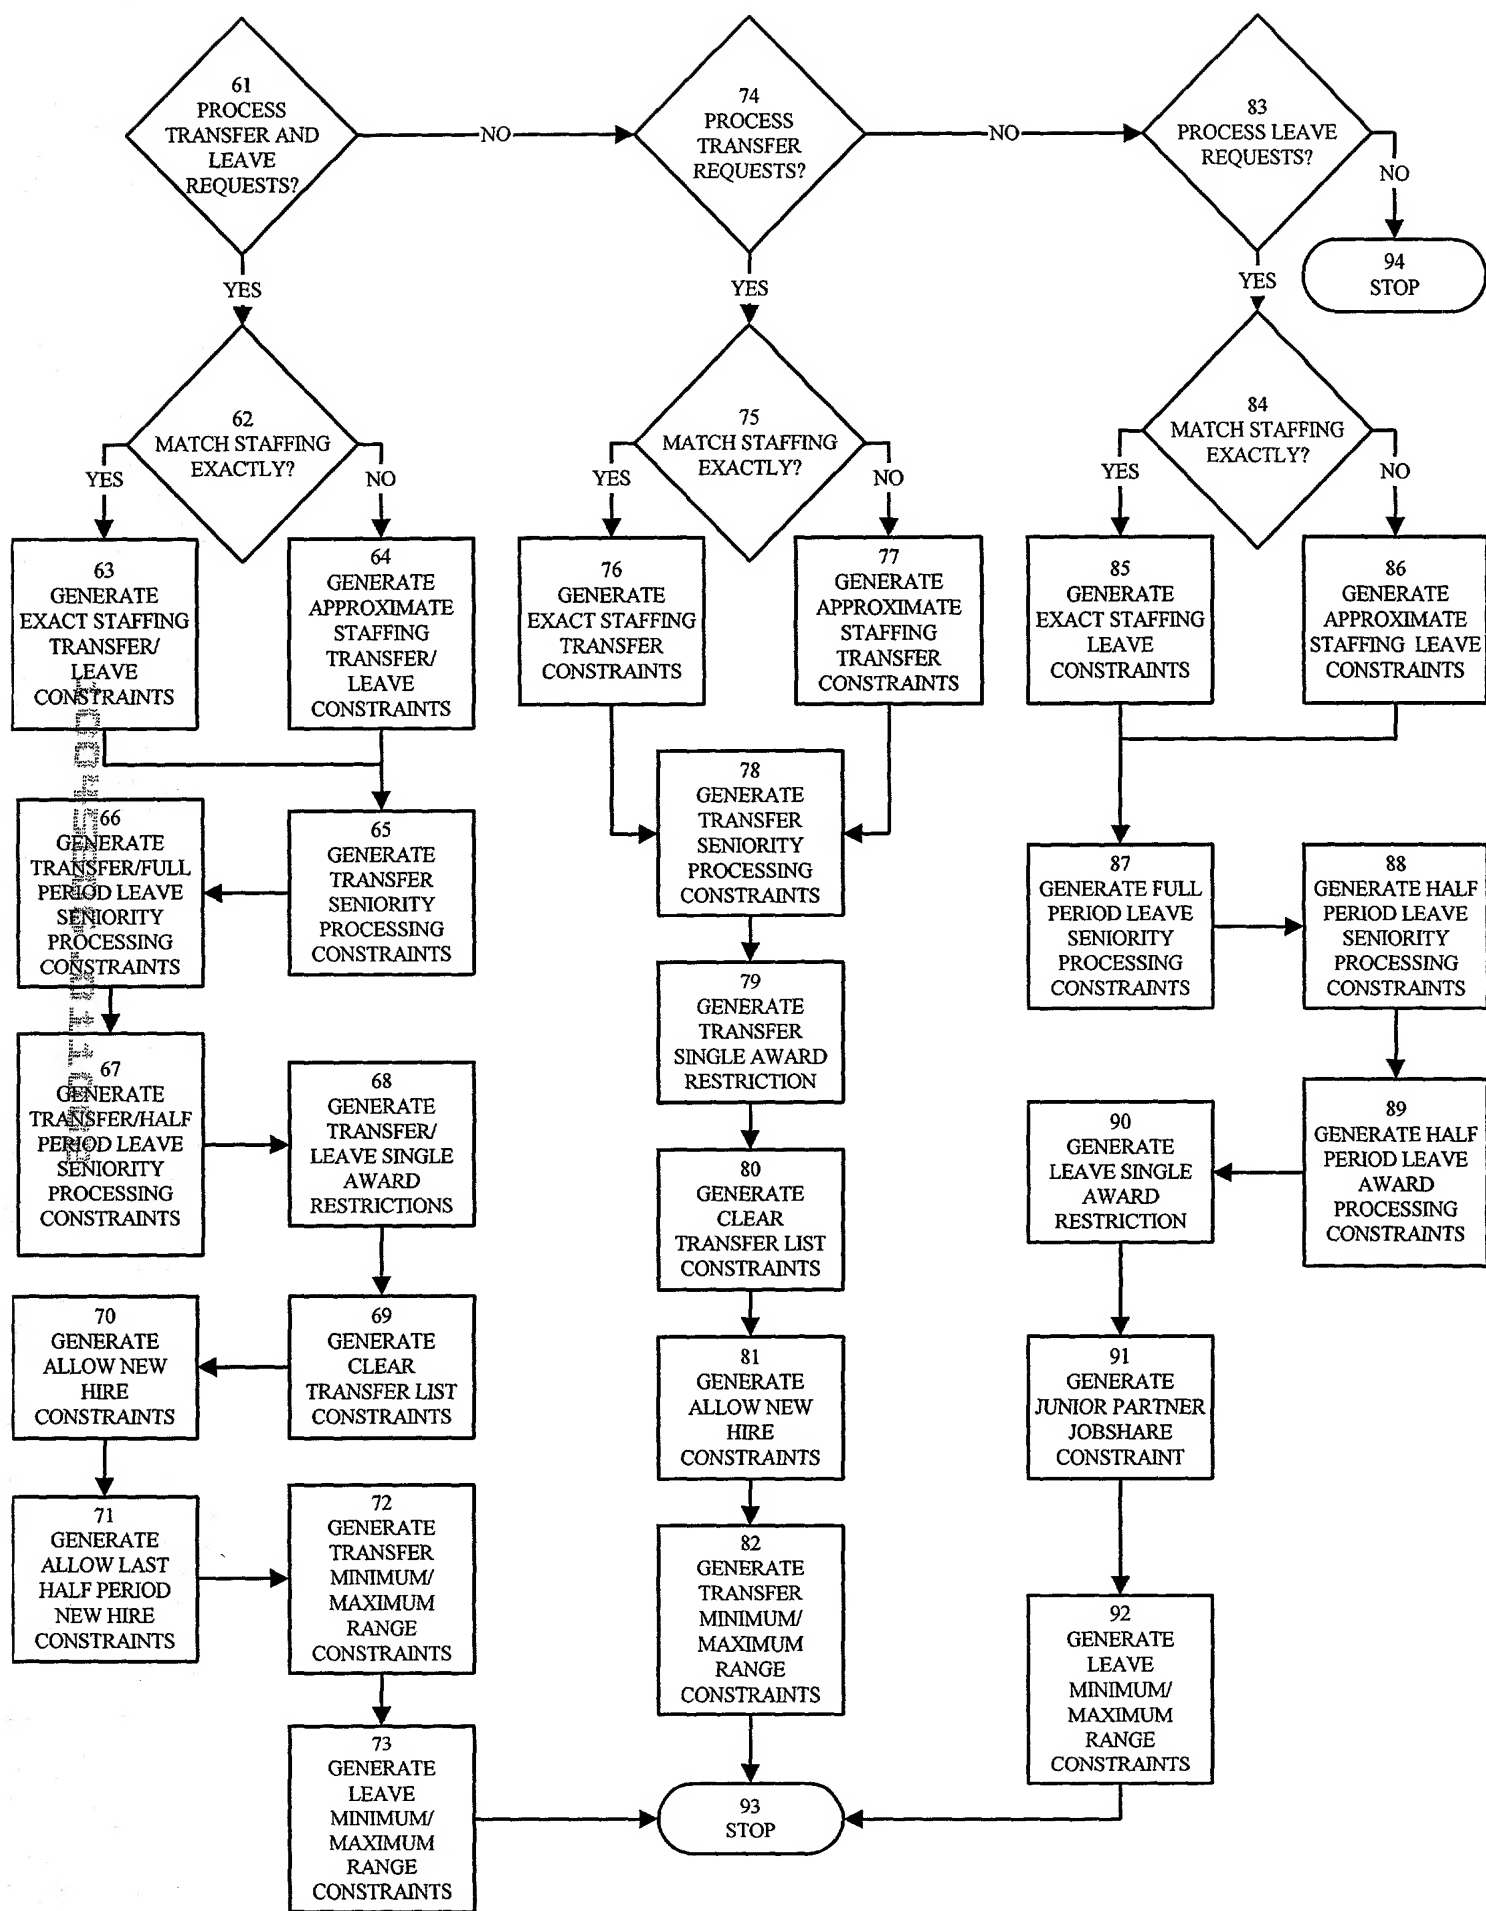 61
PROCESS
TRANSFER AND
LEAVE
REQUESTS?
NO
74
PROCESS
TRANSFER
REQUESTS?
NO
83
PROCESS LEAVE
REQUESTS?
NO
94
STOP
YES
YES
YES
62
MATCH STAFFING
EXACTLY?
YES
NO
75
MATCH STAFFING
EXACTLY?
YES
NO
84
MATCH STAFFING
EXACTLY?
YES
NO
63
GENERATE
EXACT STAFFING
TRANSFER/
LEAVE
CONSTRAINTS
64
GENERATE
APPROXIMATE
STAFFING
TRANSFER/
LEAVE
CONSTRAINTS
76
GENERATE
EXACT STAFFING
TRANSFER
CONSTRAINTS
77
GENERATE
APPROXIMATE
STAFFING
TRANSFER
CONSTRAINTS
85
GENERATE
EXACT STAFFING
LEAVE
CONSTRAINTS
86
GENERATE
APPROXIMATE
STAFFING LEAVE
CONSTRAINTS
66
GENERATE
TRANSFER/FULL
PERIOD LEAVE
SENIORITY
PROCESSING
CONSTRAINTS
65
GENERATE
TRANSFER
SENIORITY
PROCESSING
CONSTRAINTS
78
GENERATE
TRANSFER
SENIORITY
PROCESSING
CONSTRAINTS
87
GENERATE FULL
PERIOD LEAVE
SENIORITY
PROCESSING
CONSTRAINTS
88
GENERATE HALF
PERIOD LEAVE
SENIORITY
PROCESSING
CONSTRAINTS
67
GENERATE
TRANSFER/HALF
PERIOD LEAVE
SENIORITY
PROCESSING
CONSTRAINTS
68
GENERATE
TRANSFER/
LEAVE SINGLE
AWARD
RESTRICTIONS
79
GENERATE
TRANSFER
SINGLE AWARD
RESTRICTION
90
GENERATE
LEAVE SINGLE
AWARD
RESTRICTION
89
GENERATE HALF
PERIOD LEAVE
AWARD
PROCESSING
CONSTRAINTS
80
GENERATE
CLEAR
TRANSFER LIST
CONSTRAINTS
70
GENERATE
ALLOW NEW
HIRE
CONSTRAINTS
69
GENERATE
CLEAR
TRANSFER LIST
CONSTRAINTS
81
GENERATE
ALLOW NEW
HIRE
CONSTRAINTS
91
GENERATE
JUNIOR PARTNER
JOBSHARE
CONSTRAINT
71
GENERATE
ALLOW LAST
HALF PERIOD
NEW HIRE
CONSTRAINTS
72
GENERATE
TRANSFER
MINIMUM/
MAXIMUM
RANGE
CONSTRAINTS
82
GENERATE
TRANSFER
MINIMUM/
MAXIMUM
RANGE
CONSTRAINTS
92
GENERATE
LEAVE
MINIMUM/
MAXIMUM
RANGE
CONSTRAINTS
73
GENERATE
LEAVE
MINIMUM/
MAXIMUM
RANGE
CONSTRAINTS
93
STOP